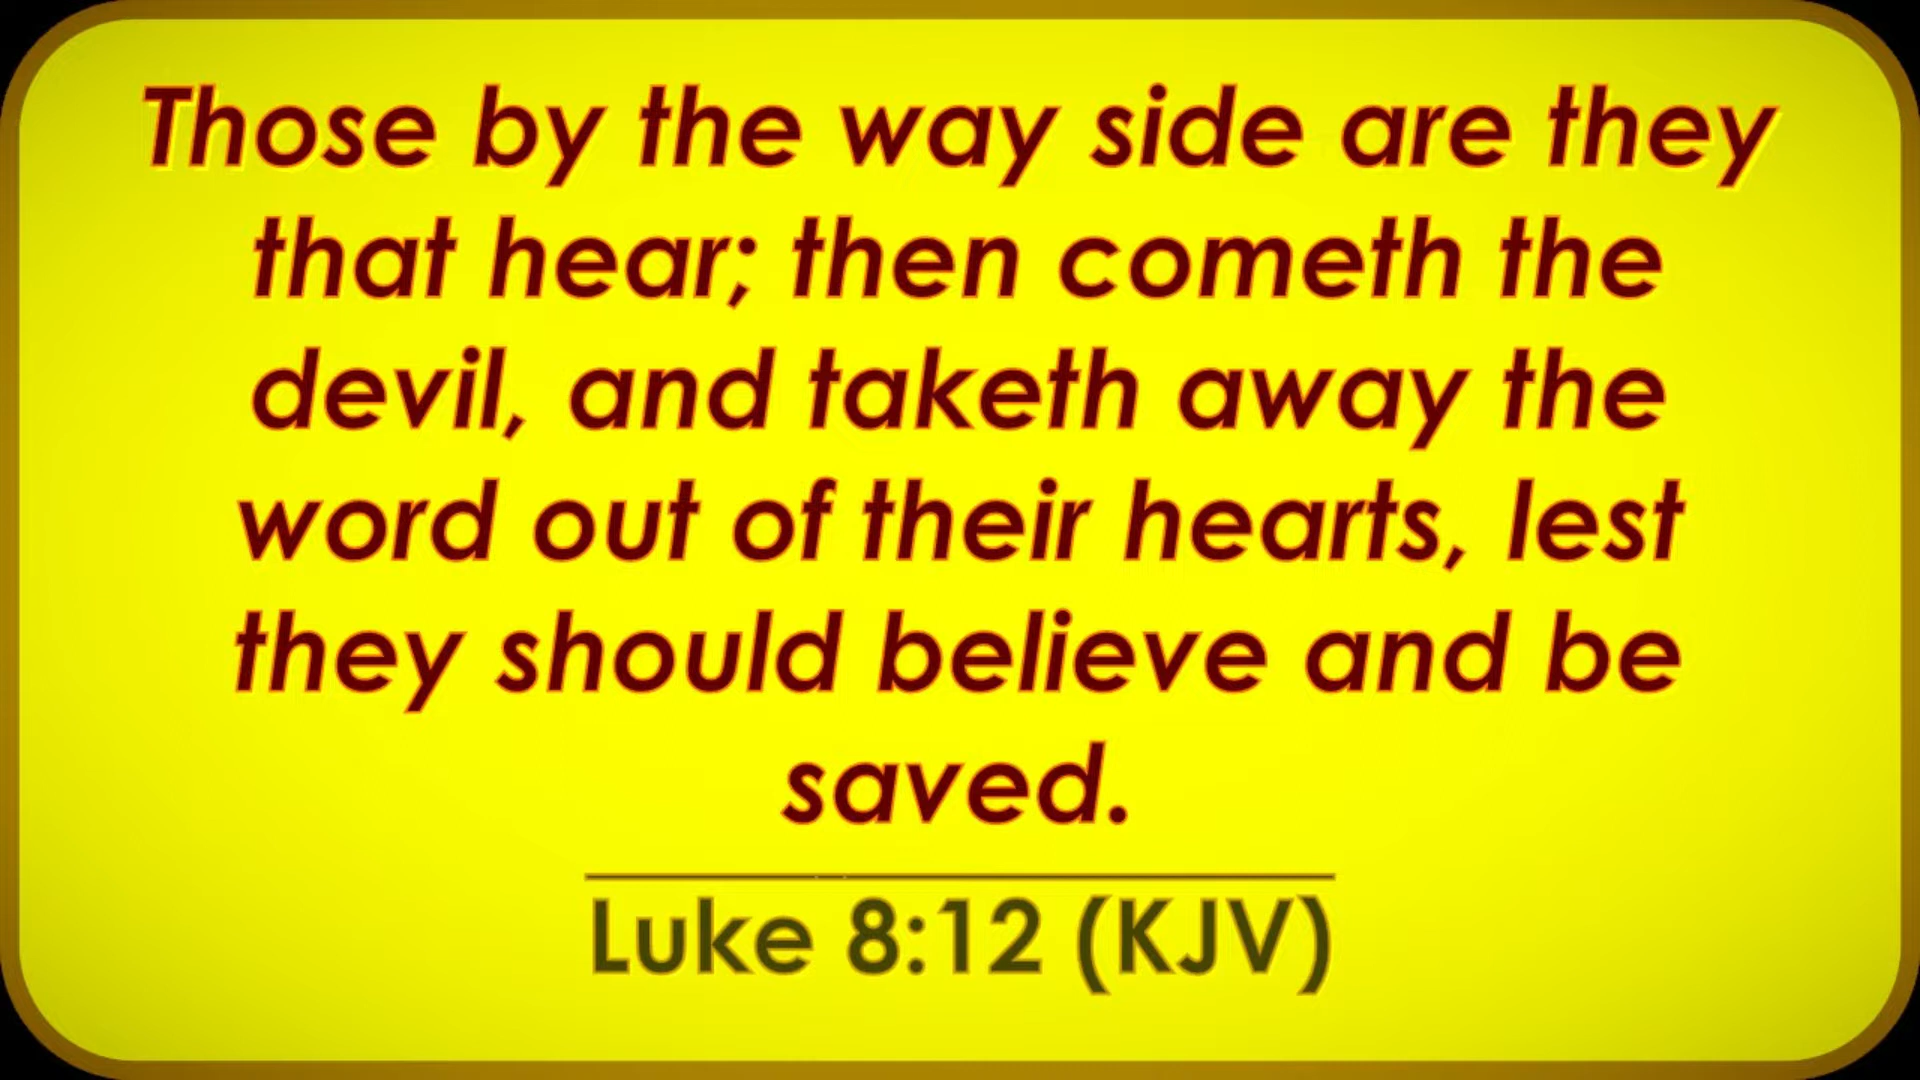 Those by the way side are they
that hear; then cometh the
devil, and taketh away the
word out of their hearts, lest
they should believe and be
saved.
Luke 8:12 (KJV)